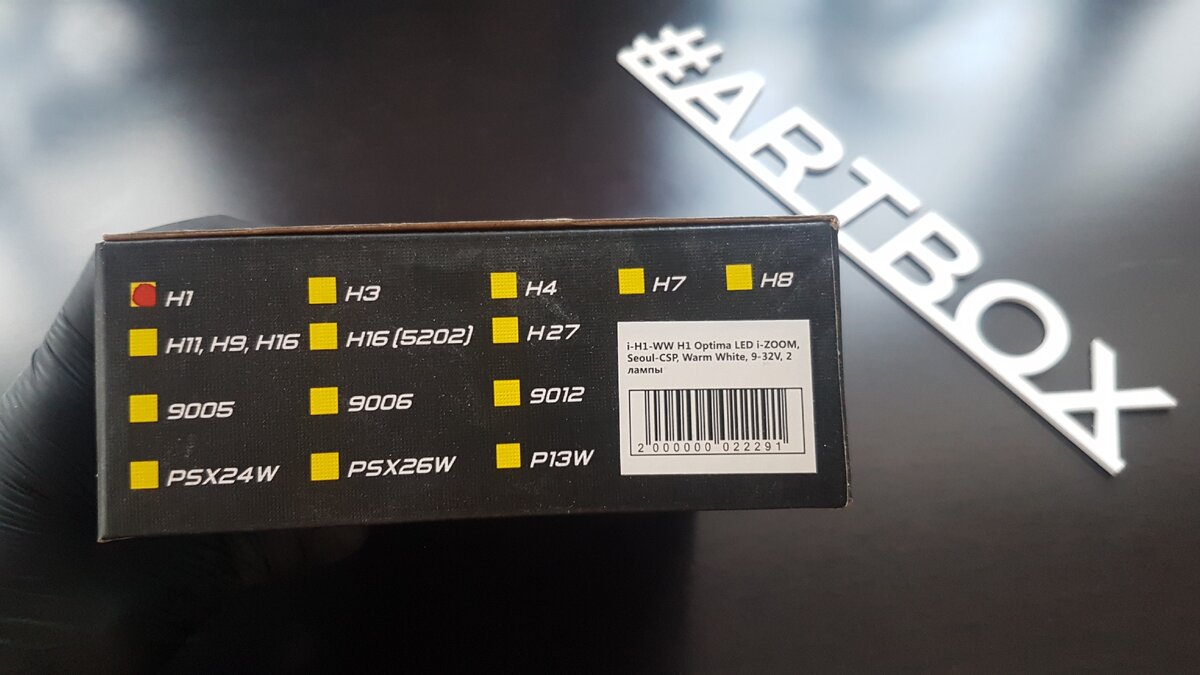 #ARTBOX
H1
H3
H4
H7
H8
H11, H9, H16
H16 (5202)
H27
9005
9006
9012
PSX24W
PSX26W
P13W
i-H1-WW H1 Optima LED i-ZOOM,
Seoul-CSP, Warm White, 9-32V, 2
лампы
2 000000 022291